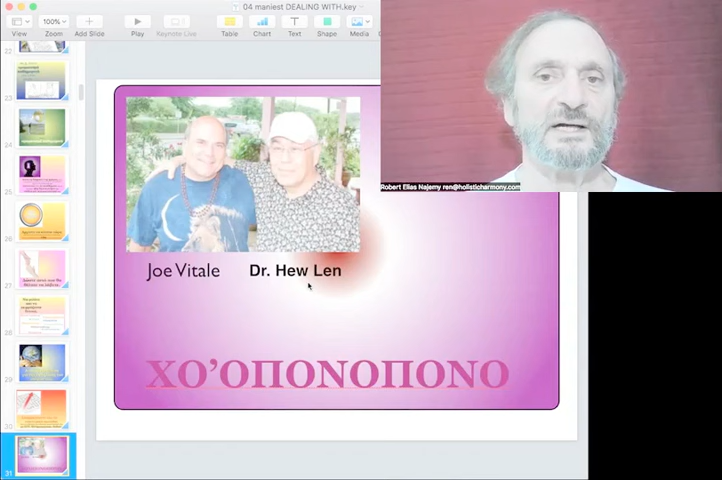 04 maniest DEALING WITH.key
100%
View
Zoom
Add Slide
Play
Keynote Live
Table
Chart
Text
Shape
Media
Robert Elias Najemy ren@holisticharmony.com
Joe Vitale
Dr. Hew Len
ΧΟ’ΟΠΟΝΟΠΟΝΟ
22
23
24
25
26
27
28
29
30
31